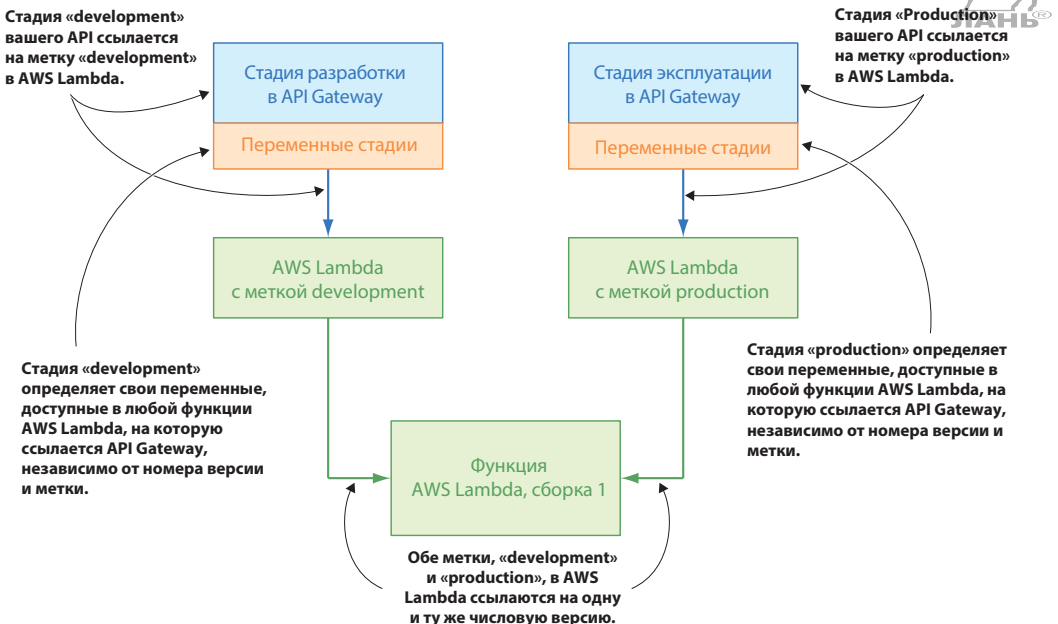 Стадия «development»
вашего API ссылается
на метку «development»
в AWS Lambda.
Стадия «Production»
вашего API ссылается
на метку «production»
в AWS Lambda.
ЛАНЬ®
Стадия разработки
в API Gateway
Переменные стадии
Стадия эксплуатации
в API Gateway
Переменные стадии
AWS Lambda
с меткой development
AWS Lambda
с меткой production
Стадия «development»
определяет свои переменные,
доступные в любой функции
AWS Lambda, на которую
ссылается API Gateway,
независимо от номера версии
и метки.
Стадия «production» определяет
свои переменные, доступные в
любой функции AWS Lambda, на
которую ссылается API Gateway,
независимо от номера версии и
метки.
Функция
AWS Lambda, сборка 1
Обе метки, «development»
и «production», в AWS
Lambda ссылаются на одну
и ту же числовую версию.